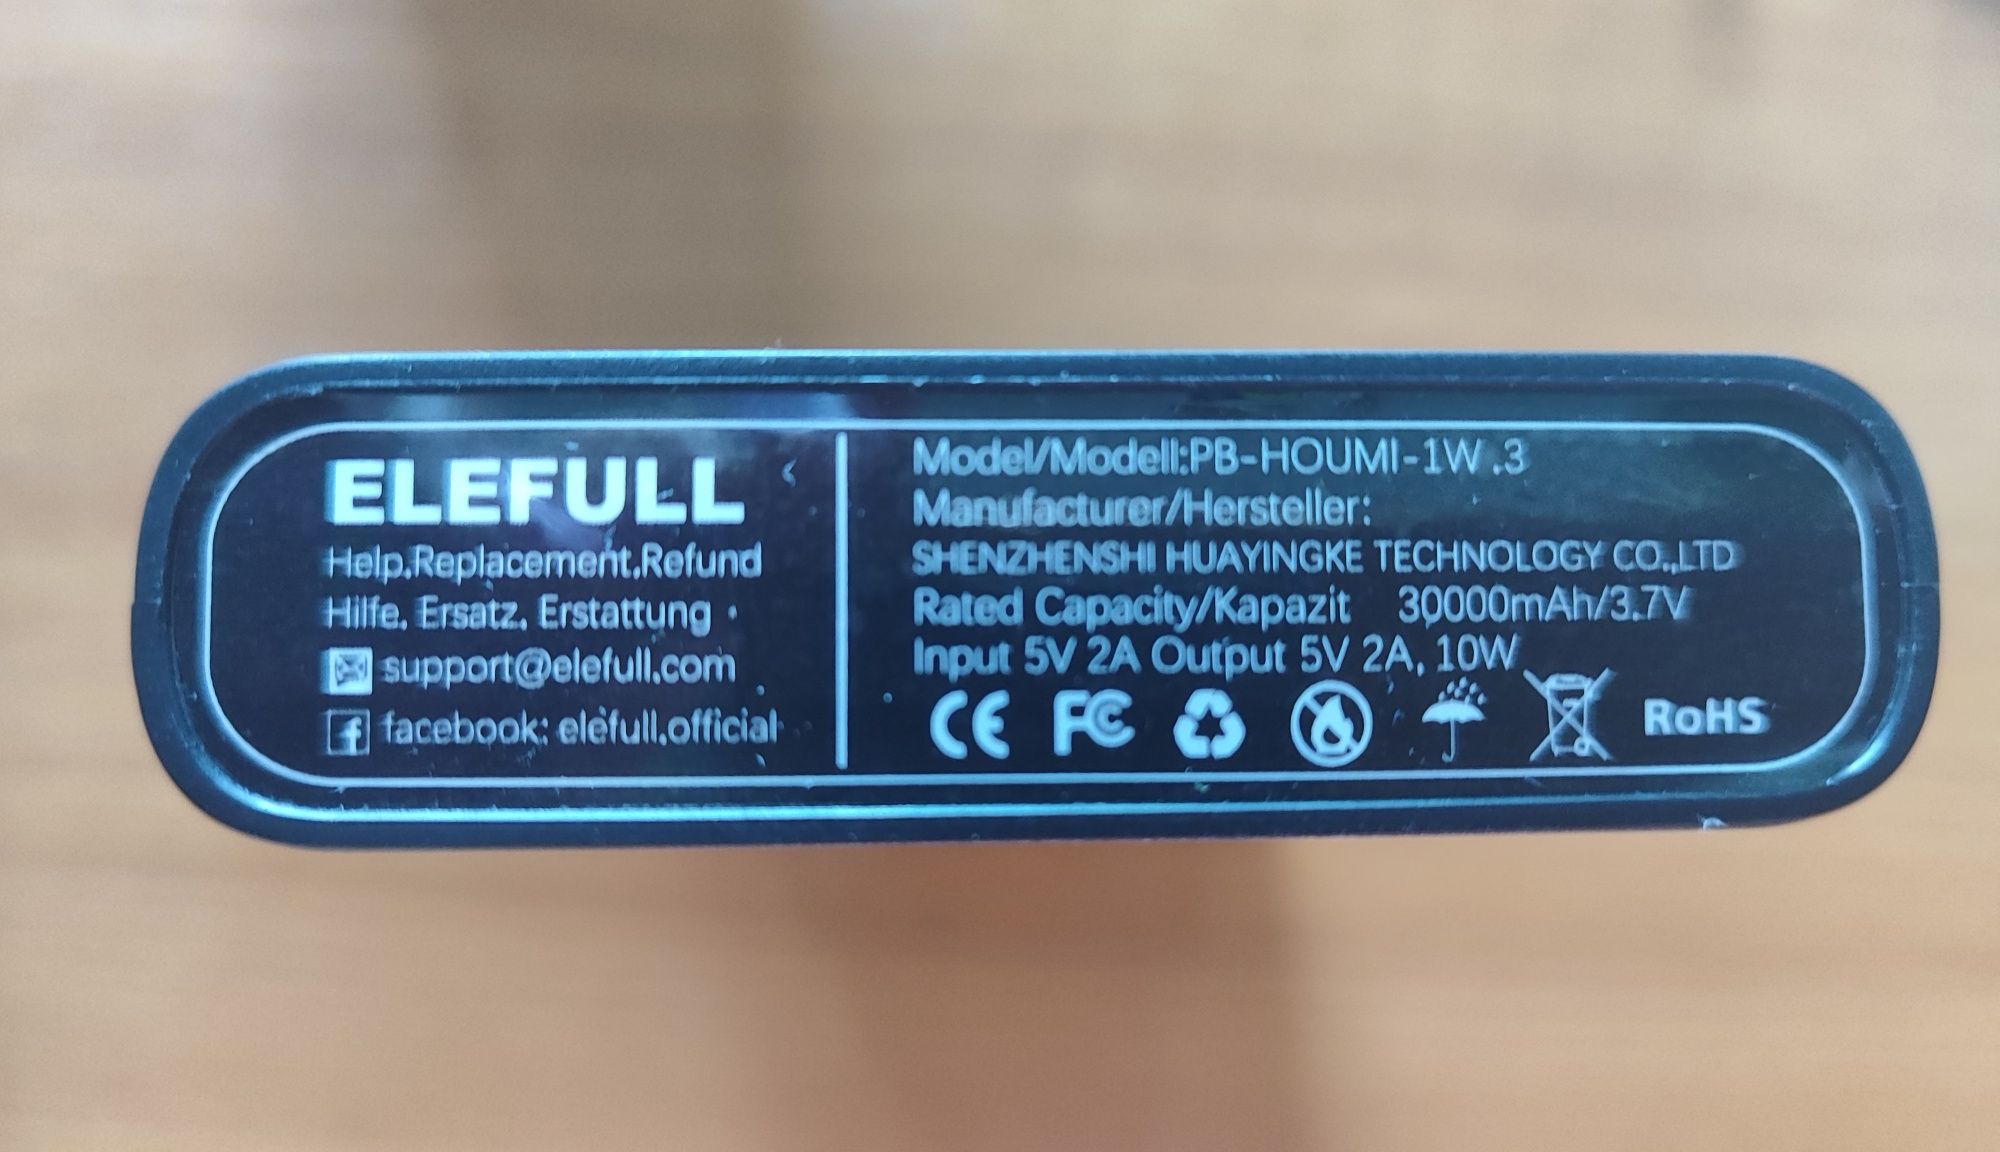 ELEFULL
Help.Replacement.Refund
Hilfe. Ersatz. Erstattung
support@elefull.com
f facebook: elefull.official
Model/Modell:PB-HOUMI-1W.3
Manufacturer/Hersteller:
SHENZHENSHI HUAYINGKE TECHNOLOGY CO.,LTD
Rated Capacity/Kapazit 30000mAh/3.7V
Input 5V 2A Output 5V 2A, 10W
CE FC RoHS